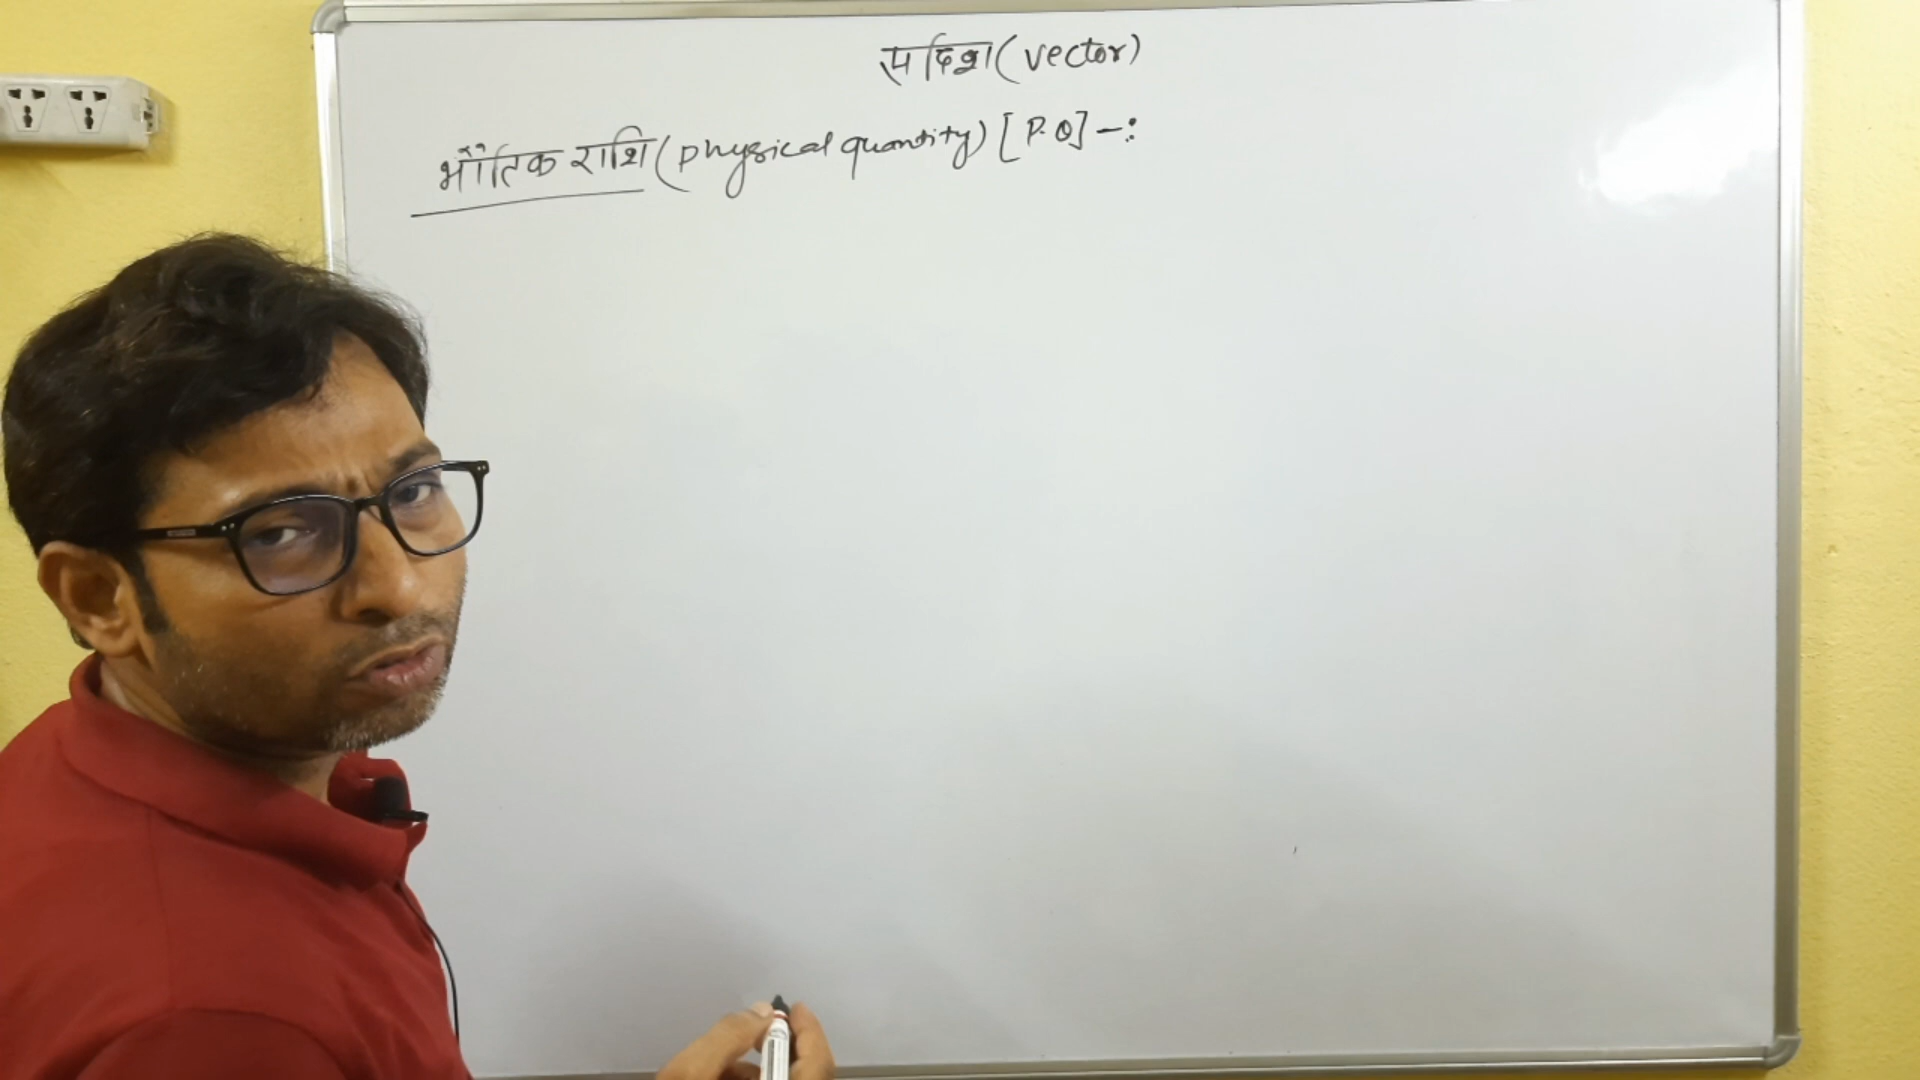 सदिश (vector)
भौतिक राशि (physical quantity) [P.Q] -: